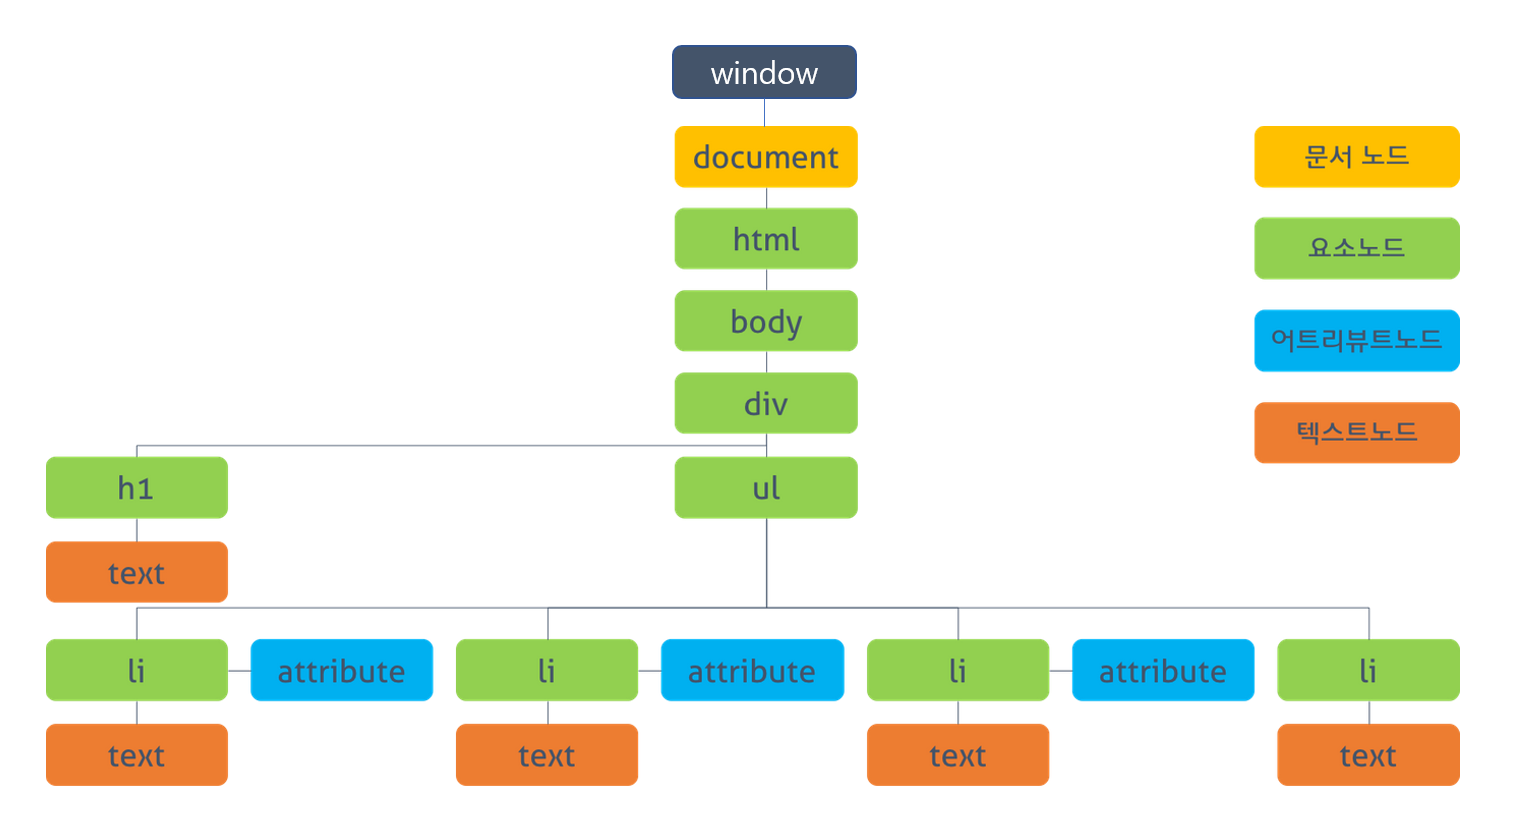 window
document
문서 노드
html
요소노드
body
어트리뷰트노드
div
텍스트노드
h1
ul
text
li
attribute
li
attribute
li
attribute
li
text
text
text
text